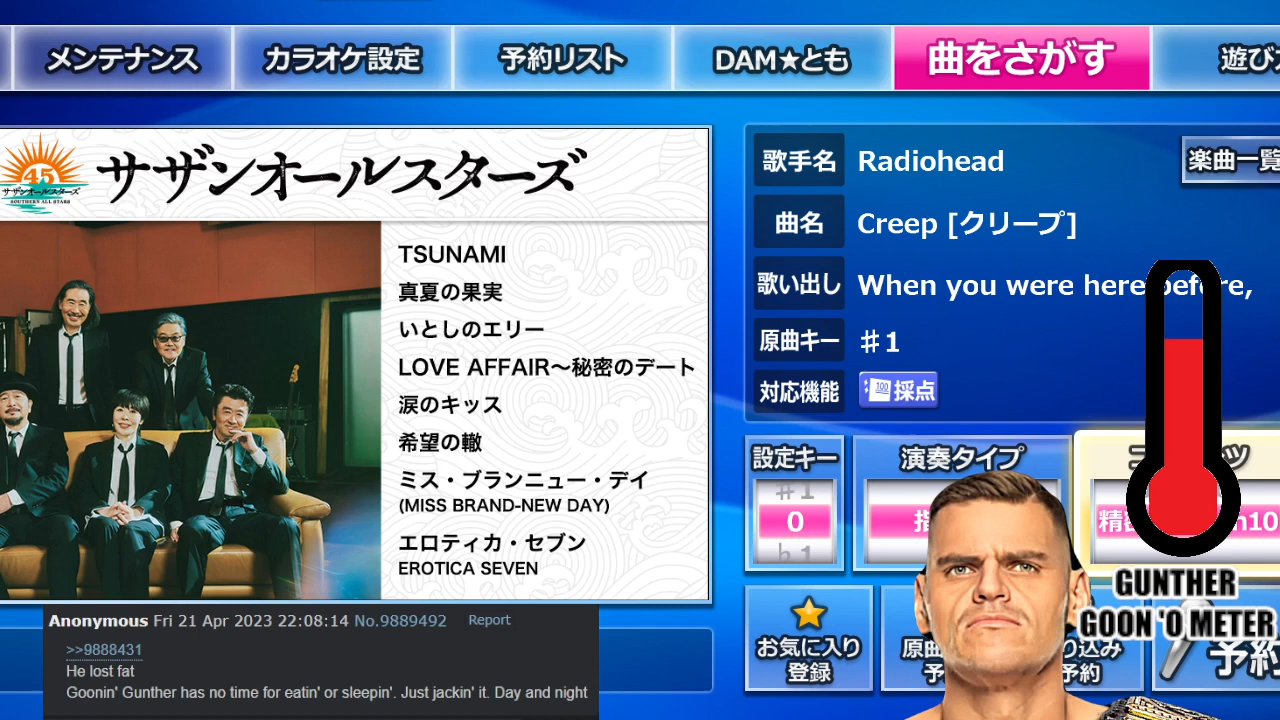 メンテナンス
カラオケ設定
予約リスト
DAM★とも
曲をさがす
遊び
45
サザンオールスターズ
SOUTHERN ALL STARS
サザンオールスターズ
TSUNAMI
真夏の果実
いとしのエリー
LOVE AFFAIR～秘密のデート
涙のキッス
希望の轍
ミス・ブランニュー・デイ
(MISS BRAND-NEW DAY)
エロティカ・セブン
EROTICA SEVEN
歌手名 Radiohead
楽曲一覧
曲名 Creep [クリープ]
歌い出し When you were here before,
原曲キー ♯1
対応機能 100 採点
設定キー
♯1
0
♭1
演奏タイプ
お気に入り
登録
原曲
予約
GUNTHER
GOON 'O METER
Anonymous Fri 21 Apr 2023 22:08:14 No.9889492 Report
>>9888431
He lost fat
Goonin' Gunther has no time for eatin' or sleepin'. Just jackin' it. Day and night